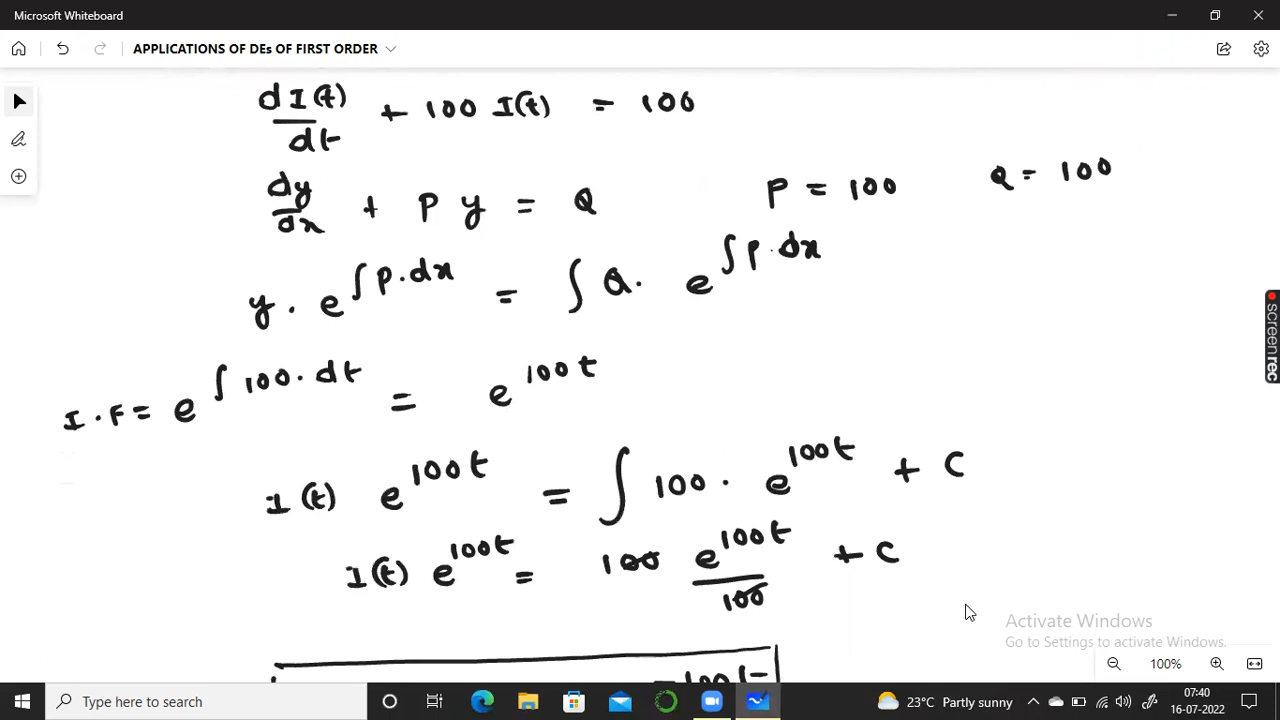 Microsoft Whiteboard
APPLICATIONS OF DEs OF FIRST ORDER
dI(t)/dt + 100 I(t) = 100
dy/dx + P y = Q P = 100 Q = 100
y . e^∫P.dx = ∫ Q. e^∫P.dx
I.F = e^∫100.dt = e^100t
I(t) e^100t = ∫ 100 . e^100t + C
I(t) e^100t = 100 e^100t/100 + C
screenrec
Activate Windows
Go to Settings to activate Windows.
100%
Type here to search
23°C Partly sunny
07:40
16-07-2022